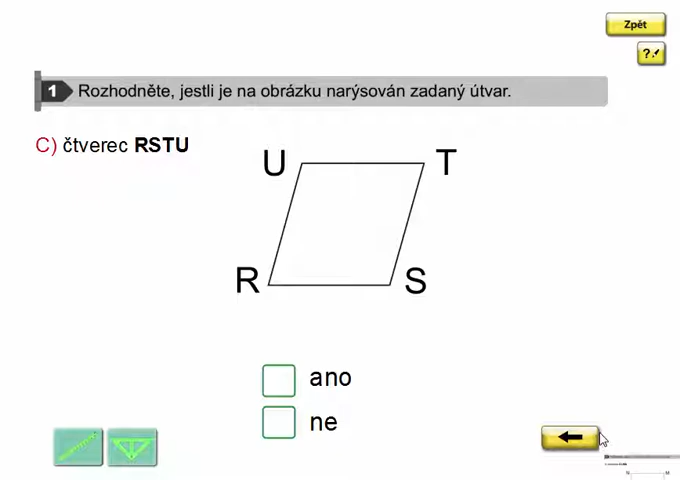 Zpět
?
1 Rozhodněte, jestli je na obrázku narýsován zadaný útvar.
C) čtverec RSTU
U T
R S
ano
ne